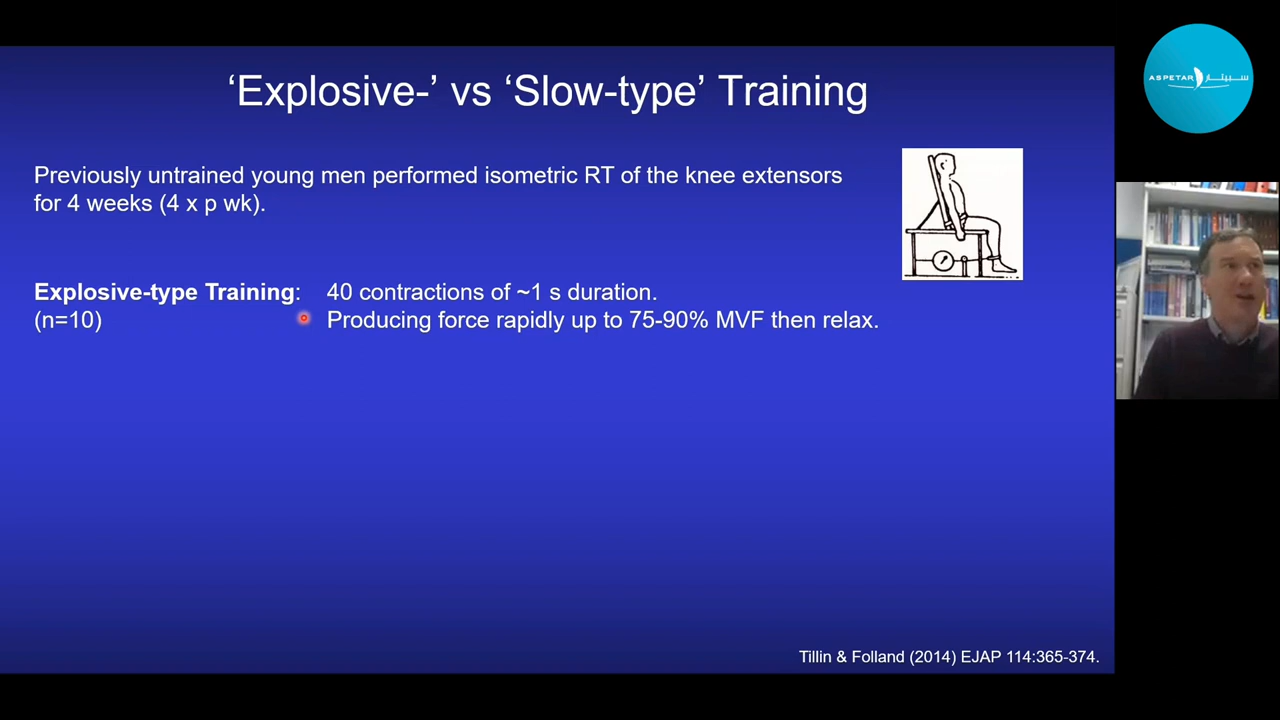 'Explosive-' vs 'Slow-type' Training
Previously untrained young men performed isometric RT of the knee extensors
for 4 weeks (4 x p wk).
Explosive-type Training: 40 contractions of ~1 s duration.
(n=10) Producing force rapidly up to 75-90% MVF then relax.
Tillin & Folland (2014) EJAP 114:365-374.
ASPETAR سبيتار